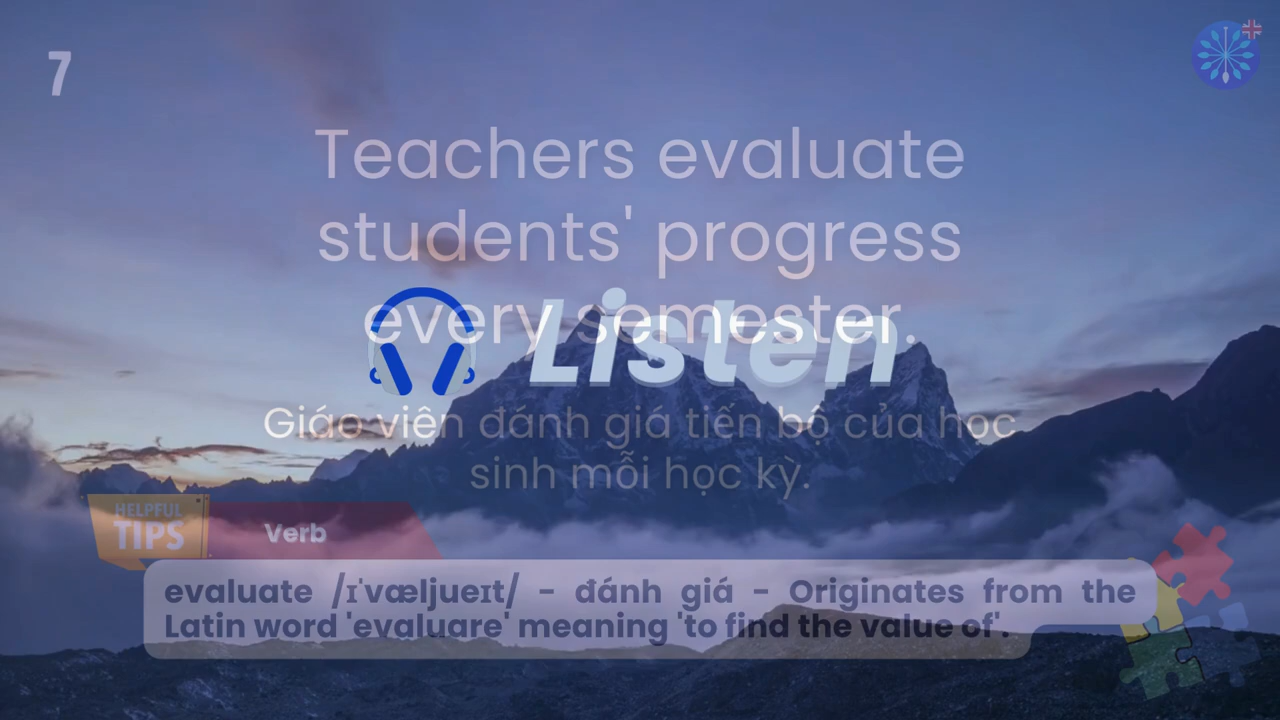 7
Teachers evaluate
students' progress
every semester.
Listen
Giáo viên đánh giá tiến bộ của học
sinh mỗi học kỳ.
HELPFUL
TIPS
Verb
evaluate /ɪˈvæljueɪt/ - đánh giá - Originates from the
Latin word 'evaluare' meaning 'to find the value of'.